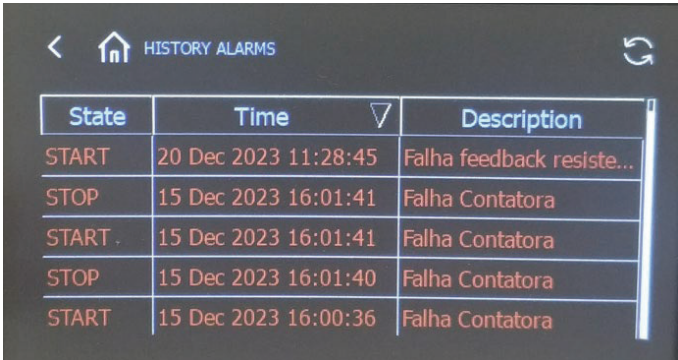 HISTORY ALARMS
State Time Description
START 20 Dec 2023 11:28:45 Falha feedback resiste...
STOP 15 Dec 2023 16:01:41 Falha Contatora
START 15 Dec 2023 16:01:41 Falha Contatora
STOP 15 Dec 2023 16:01:40 Falha Contatora
START 15 Dec 2023 16:00:36 Falha Contatora